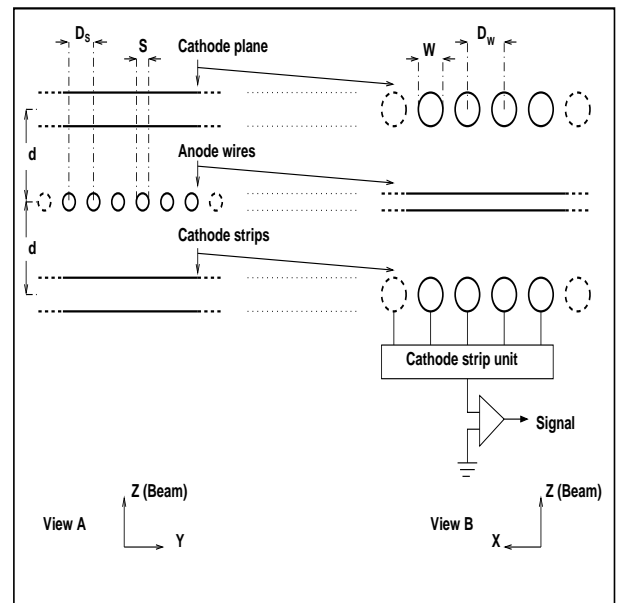 D_S S Cathode plane W D_W
d
Anode wires
d
Cathode strips
Cathode strip unit
Signal
Z (Beam) Z (Beam)
View A Y X View B